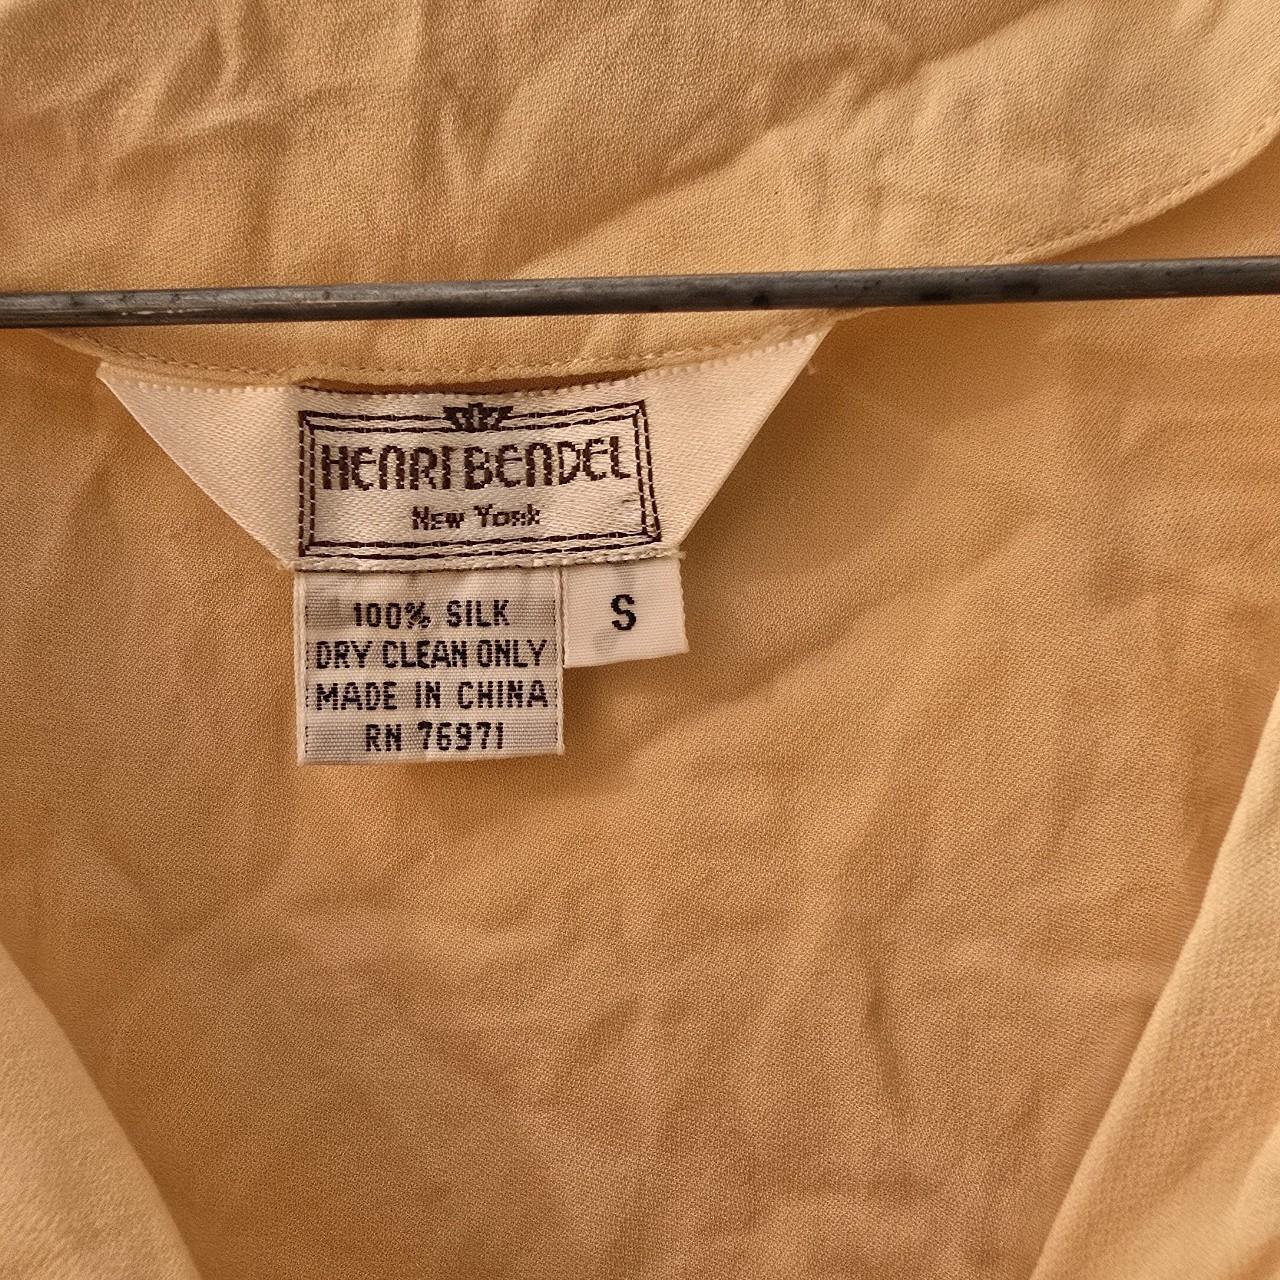 HENRI BENDEL
New York
100% SILK
DRY CLEAN ONLY
MADE IN CHINA
RN 76971
S